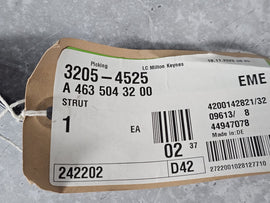 Picking LC Milton Keynes
3205-4525 EME
A 463 504 32 00
STRUT
4200142821/32
1 EA 09613/ 8
44947078
02 37 Made in:DE
242202 D42 2722001028127710